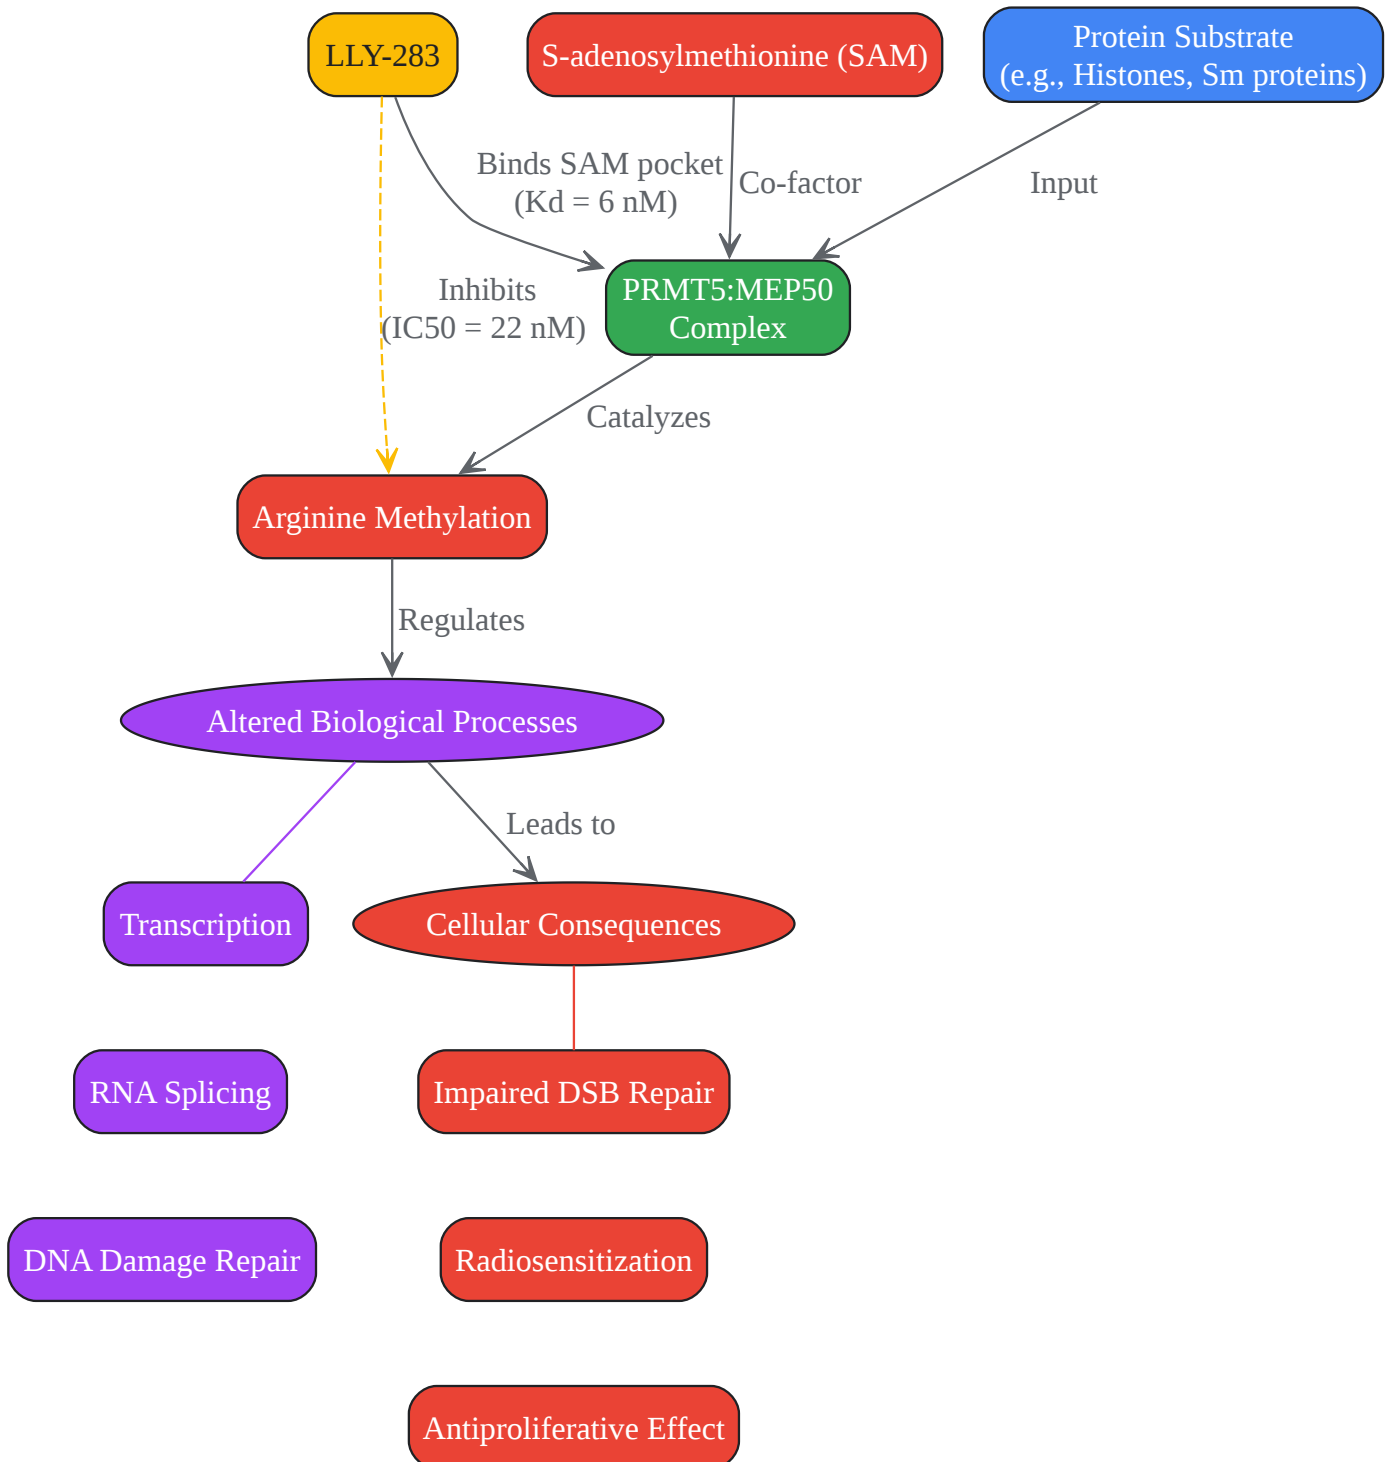 LLY-283
S-adenosylmethionine (SAM)
Protein Substrate
(e.g., Histones, Sm proteins)
Binds SAM pocket
(Kd = 6 nM)
Co-factor
Input
Inhibits
(IC50 = 22 nM)
PRMT5:MEP50
Complex
Catalyzes
Arginine Methylation
Regulates
Altered Biological Processes
Leads to
Transcription
Cellular Consequences
RNA Splicing
Impaired DSB Repair
DNA Damage Repair
Radiosensitization
Antiproliferative Effect